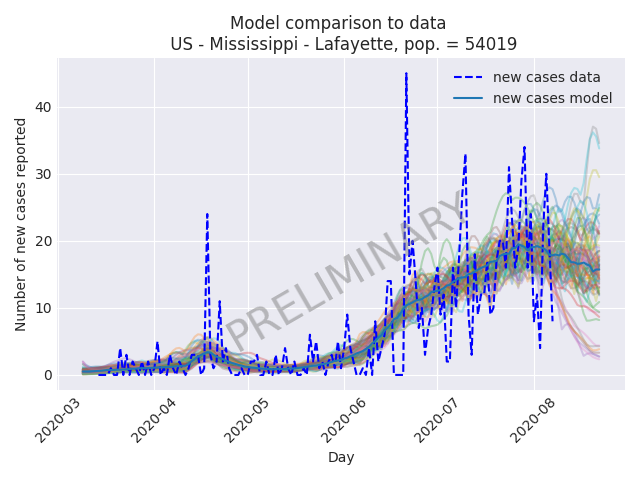 Model comparison to data
US - Mississippi - Lafayette, pop. = 54019
new cases data
new cases model
PRELIMINARY
Number of new cases reported
40
30
20
10
0
2020-03
2020-04
2020-05
2020-06
2020-07
2020-08
Day